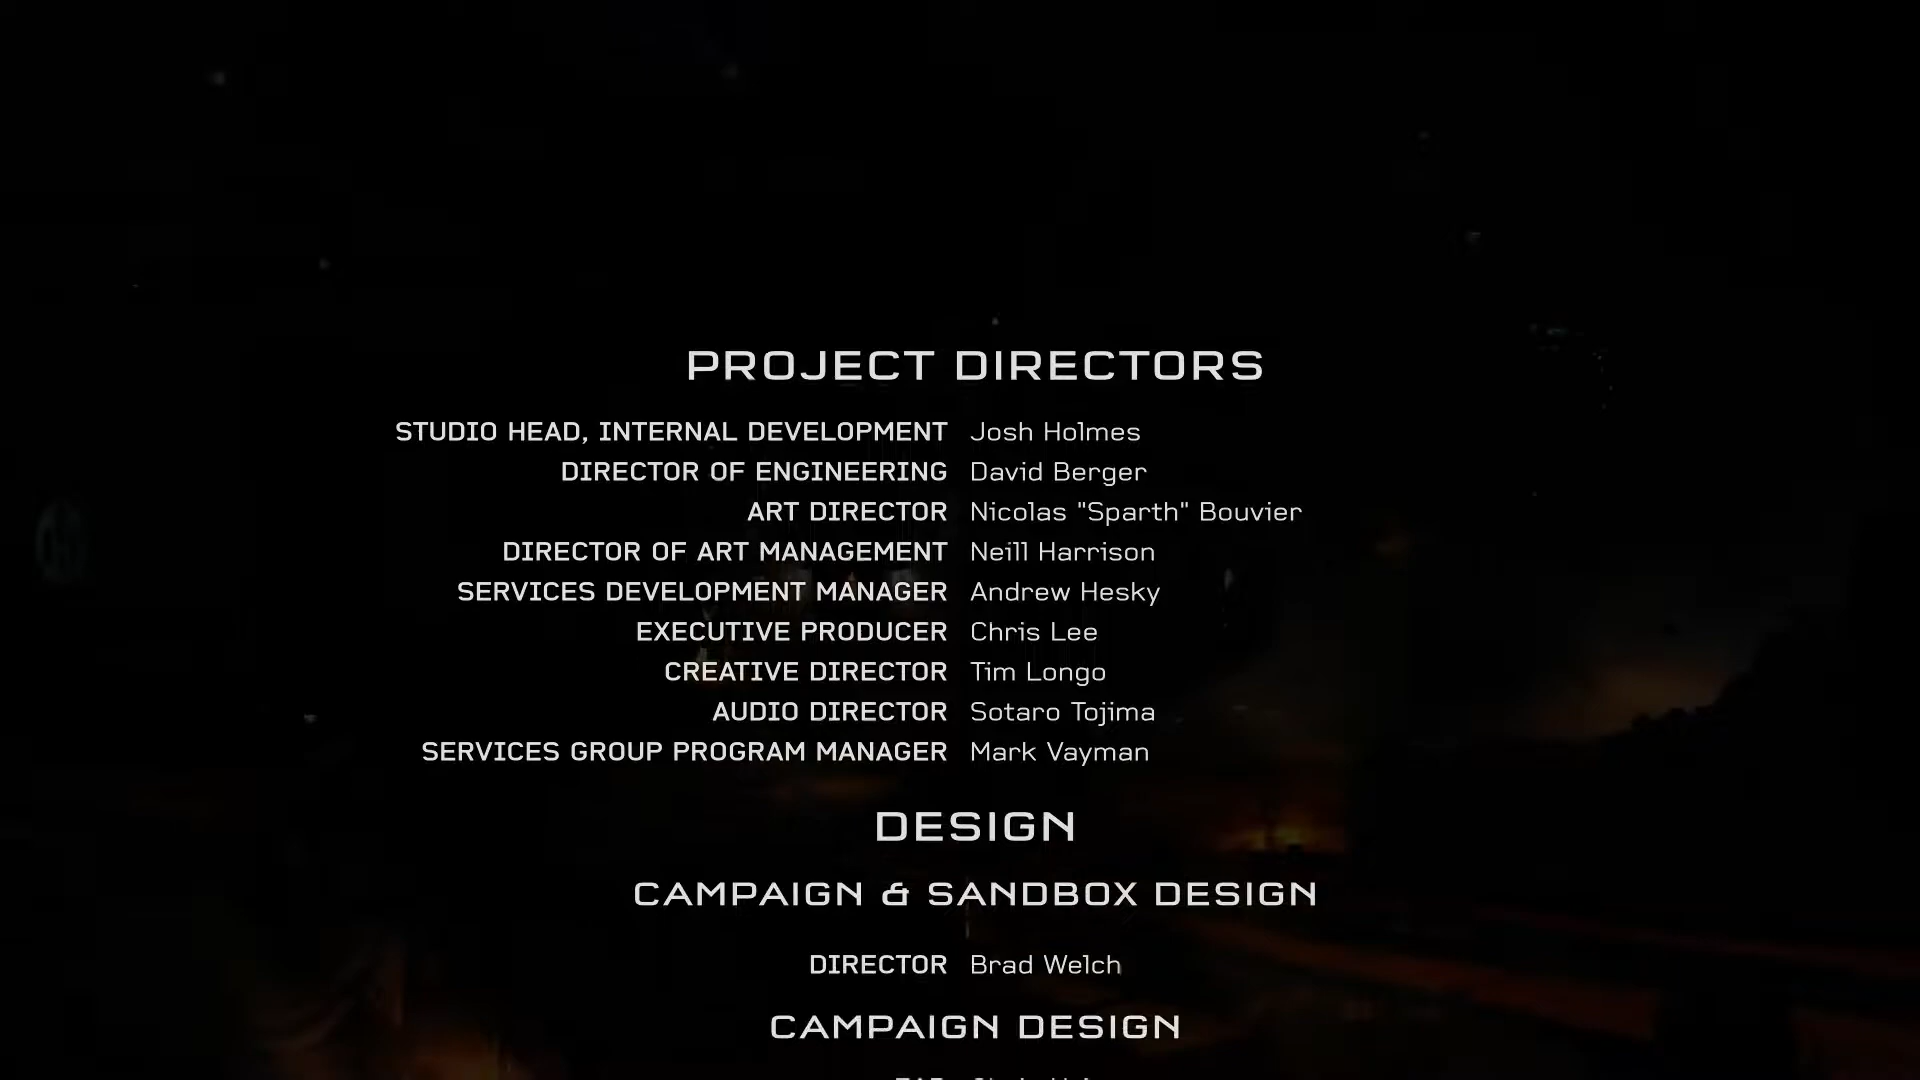 PROJECT DIRECTORS
STUDIO HEAD, INTERNAL DEVELOPMENT Josh Holmes
DIRECTOR OF ENGINEERING David Berger
ART DIRECTOR Nicolas "Sparth" Bouvier
DIRECTOR OF ART MANAGEMENT Neill Harrison
SERVICES DEVELOPMENT MANAGER Andrew Hesky
EXECUTIVE PRODUCER Chris Lee
CREATIVE DIRECTOR Tim Longo
AUDIO DIRECTOR Sotaro Tojima
SERVICES GROUP PROGRAM MANAGER Mark Vayman
DESIGN
CAMPAIGN & SANDBOX DESIGN
DIRECTOR Brad Welch
CAMPAIGN DESIGN